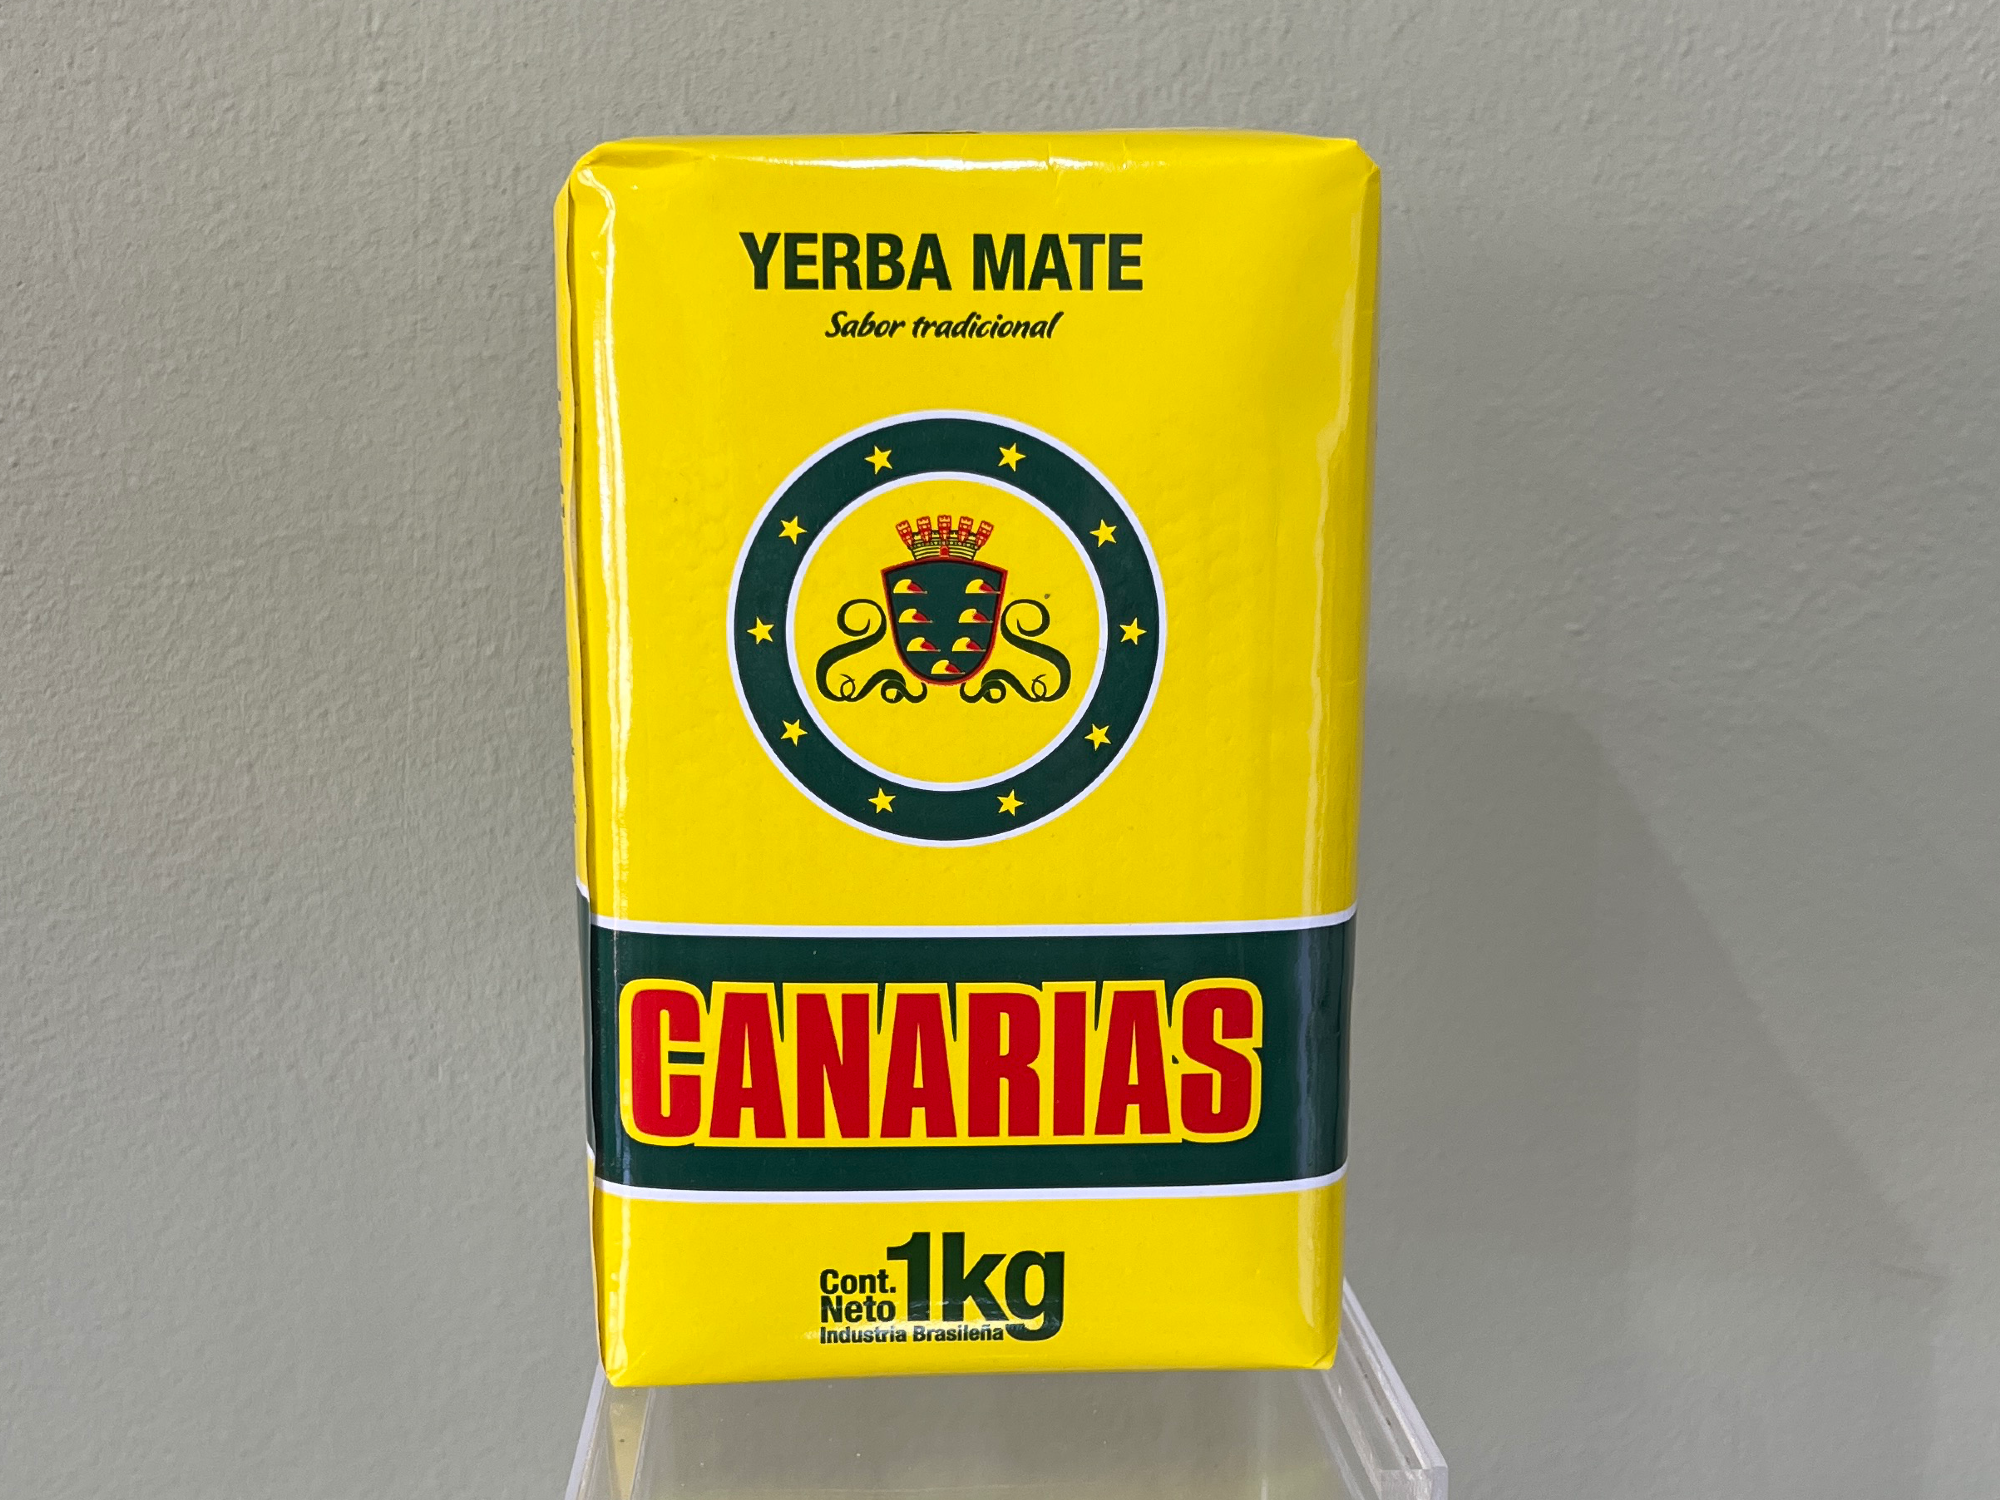 YERBA MATE
Sabor tradicional
CANARIAS
Cont. Neto 1kg
Industria Brasileña